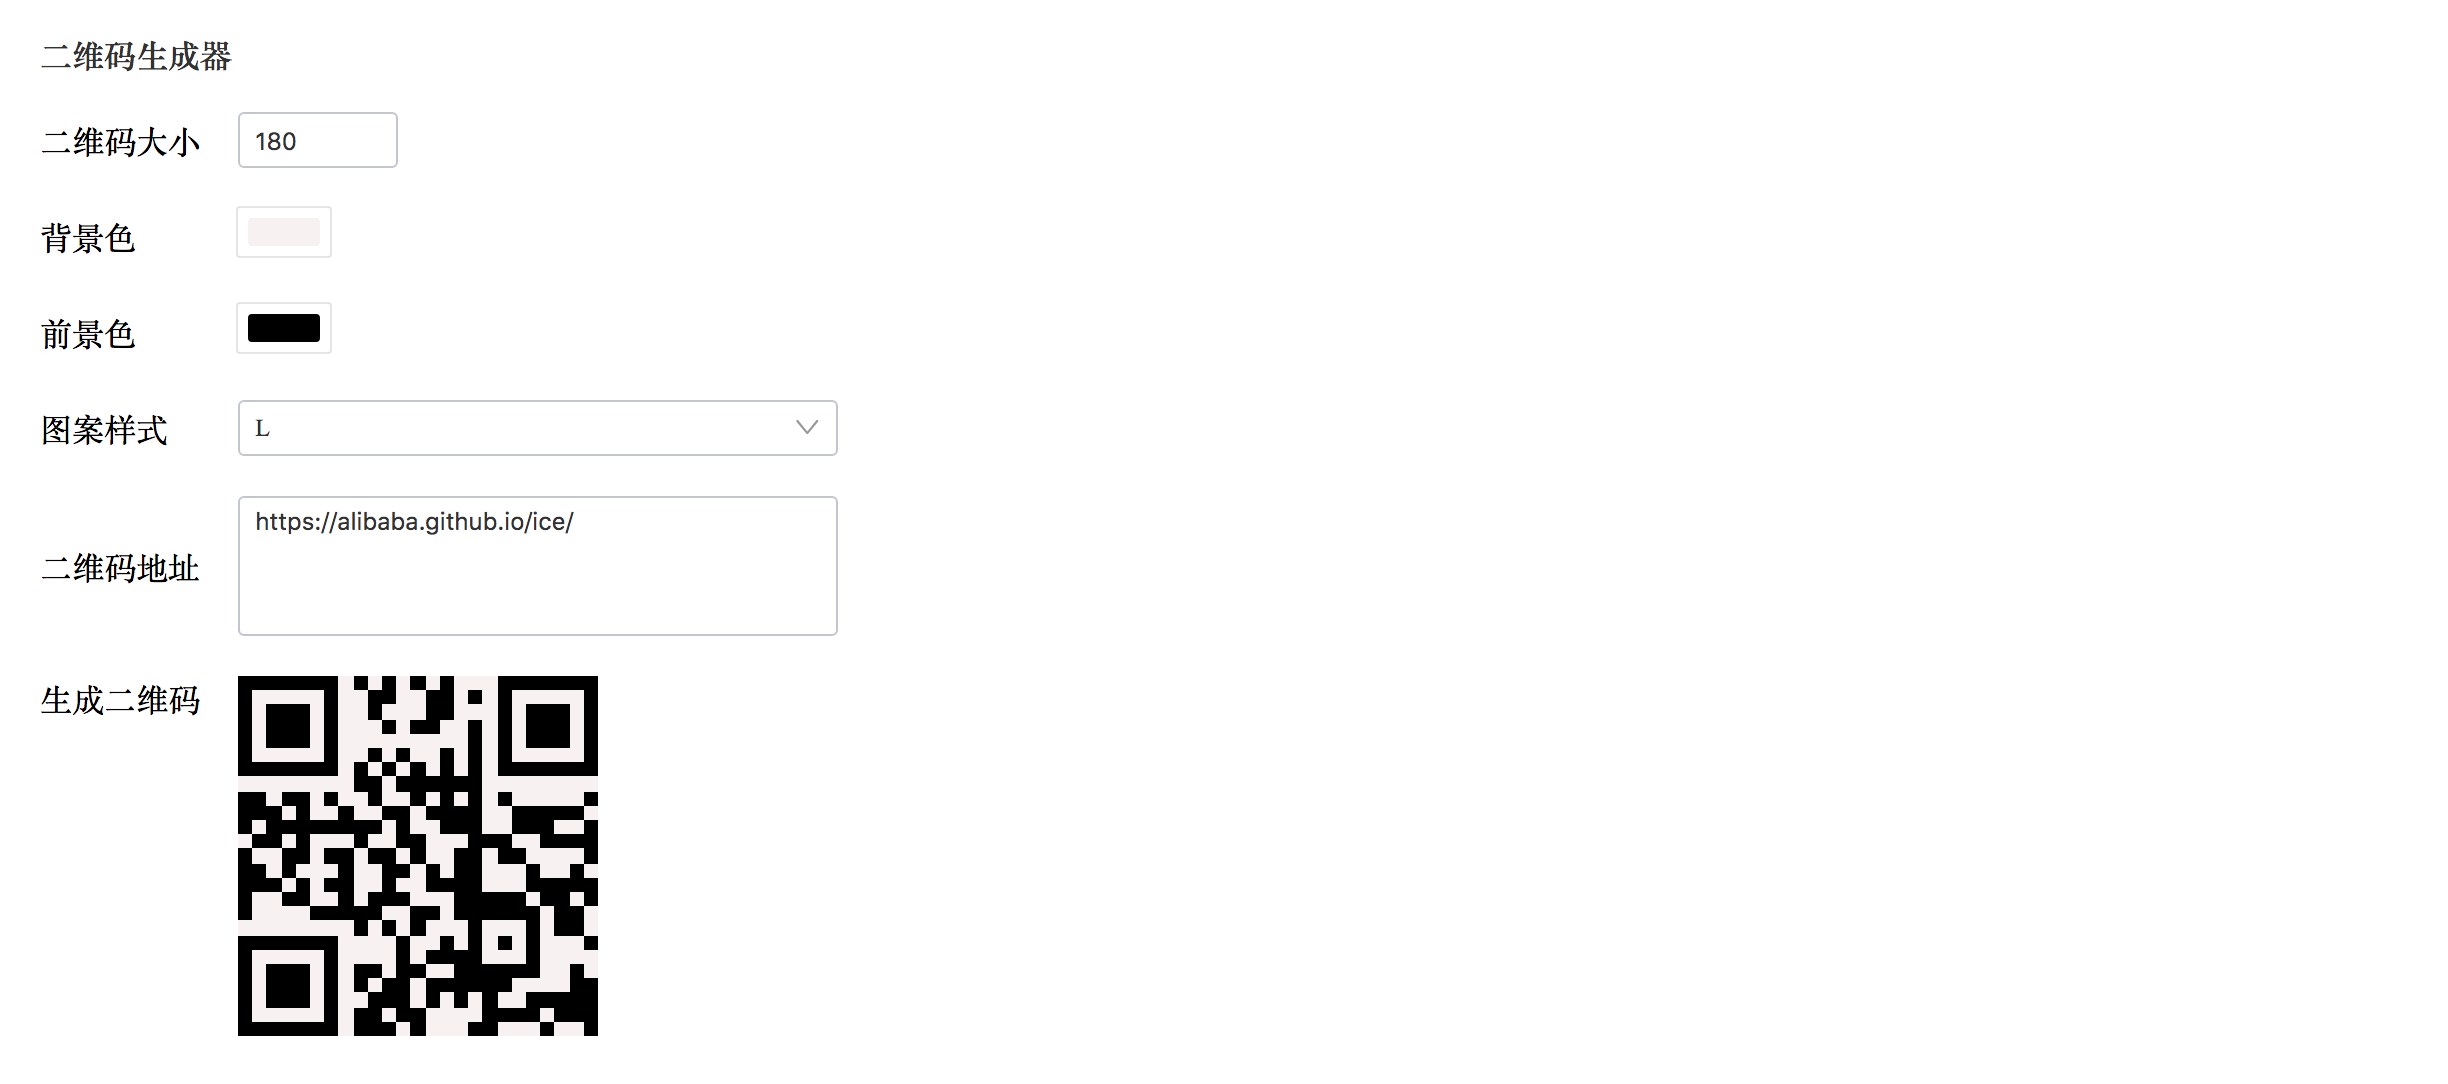 二维码生成器
二维码大小 180
背景色
前景色
图案样式 L
二维码地址 https://alibaba.github.io/ice/
生成二维码